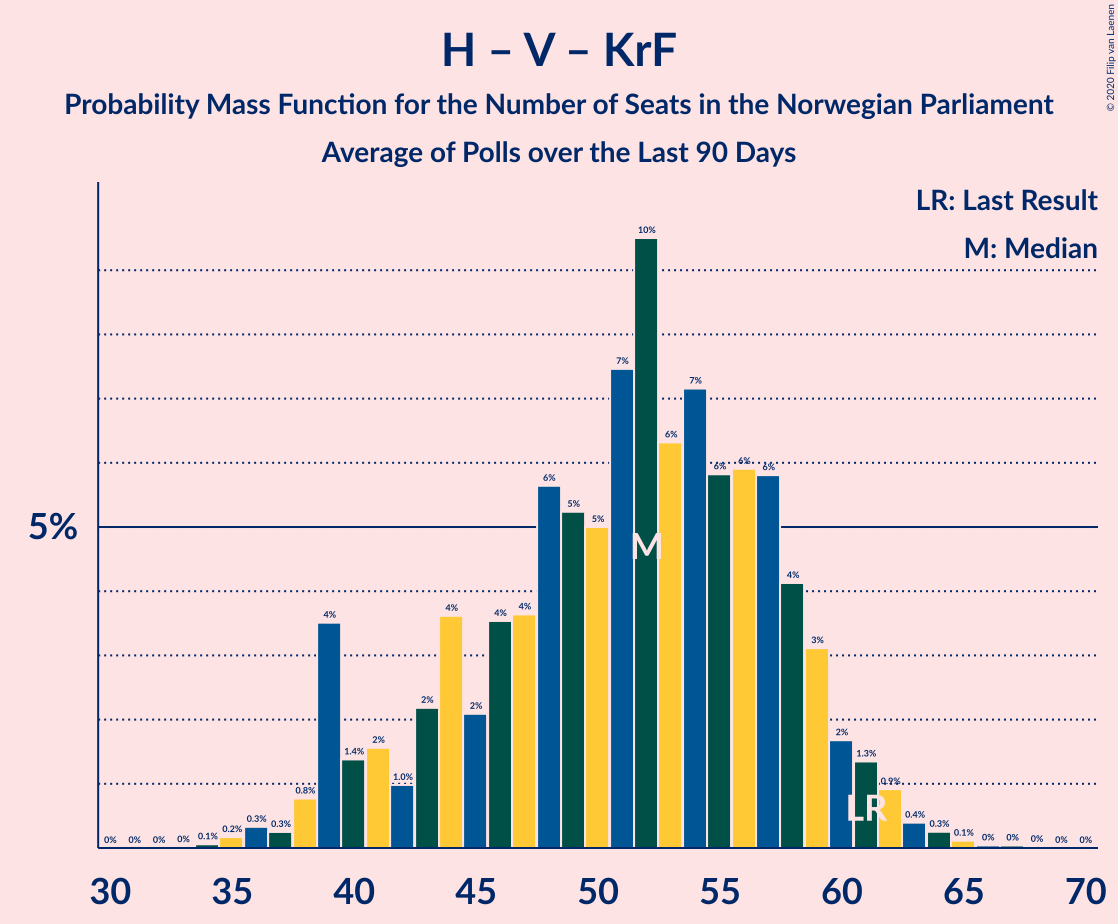 H – V – KrF
Probability Mass Function for the Number of Seats in the Norwegian Parliament
Average of Polls over the Last 90 Days
© 2020 Filip van Laenen
LR: Last Result
M: Median
5%
0% 0% 0% 0% 0.1% 0.2% 0.3% 0.3% 0.8% 4% 1.4% 2% 1.0% 2% 4% 2% 4% 4% 6% 5% 5% 7% 10% 6% 7% 6% 6% 6% 4% 3% 2% 1.3% 0.9% 0.4% 0.3% 0.1% 0% 0% 0% 0% 0%
M
LR
30 35 40 45 50 55 60 65 70